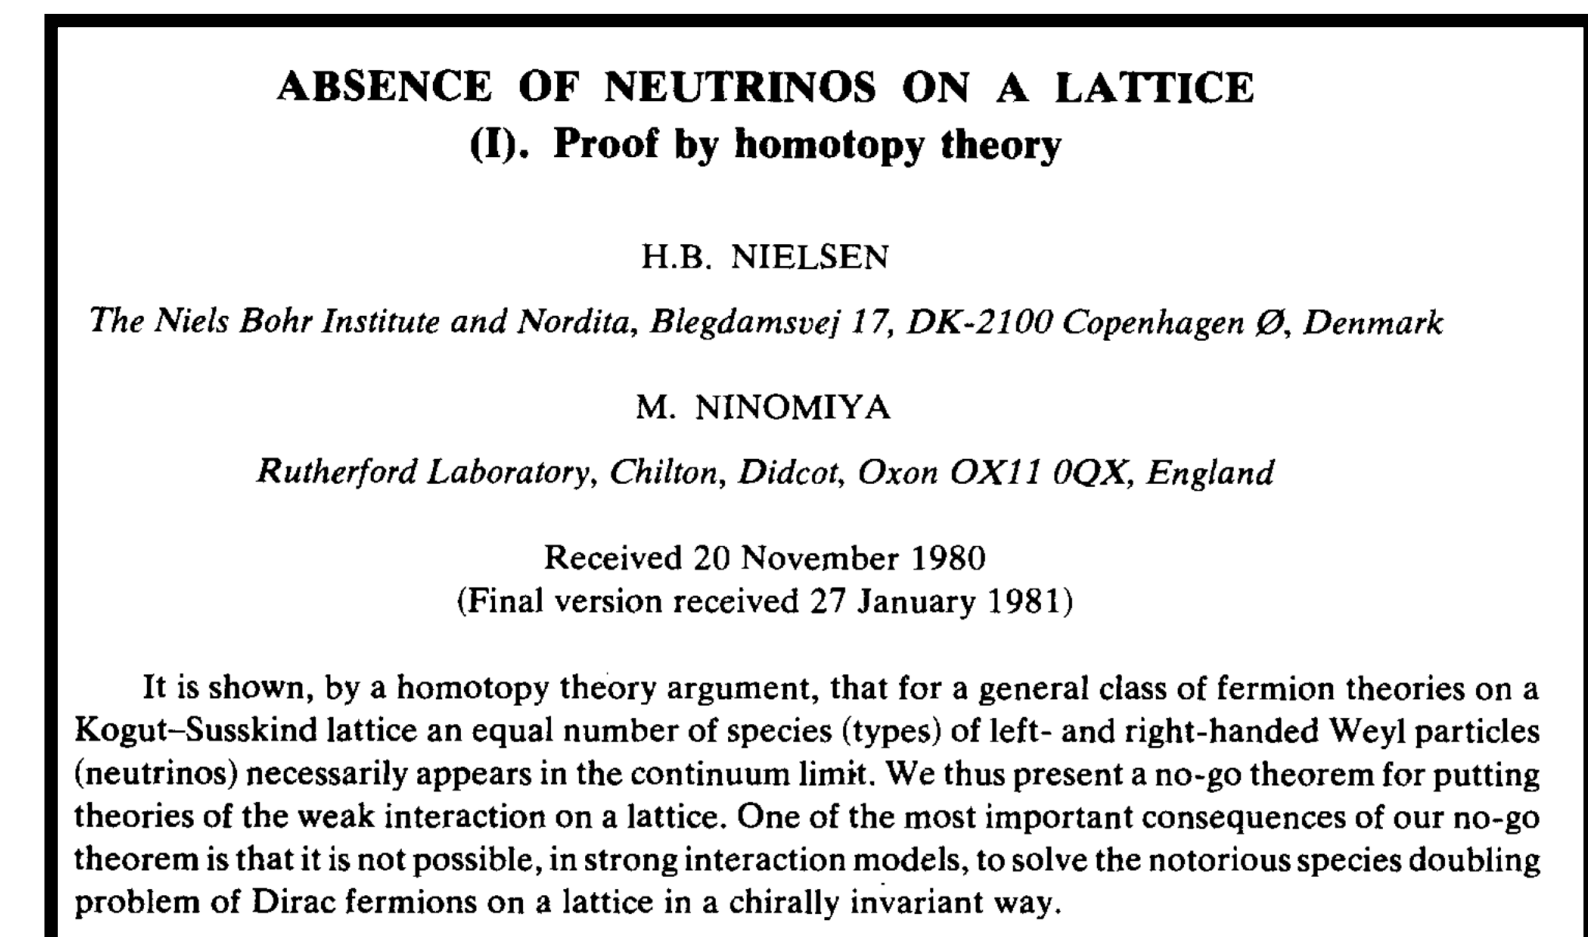 ABSENCE OF NEUTRINOS ON A LATTICE
(I). Proof by homotopy theory
H.B. NIELSEN
The Niels Bohr Institute and Nordita, Blegdamsvej 17, DK-2100 Copenhagen Ø, Denmark
M. NINOMIYA
Rutherford Laboratory, Chilton, Didcot, Oxon OX11 0QX, England
Received 20 November 1980
(Final version received 27 January 1981)
It is shown, by a homotopy theory argument, that for a general class of fermion theories on a
Kogut–Susskind lattice an equal number of species (types) of left- and right-handed Weyl particles
(neutrinos) necessarily appears in the continuum limit. We thus present a no-go theorem for putting
theories of the weak interaction on a lattice. One of the most important consequences of our no-go
theorem is that it is not possible, in strong interaction models, to solve the notorious species doubling
problem of Dirac fermions on a lattice in a chirally invariant way.